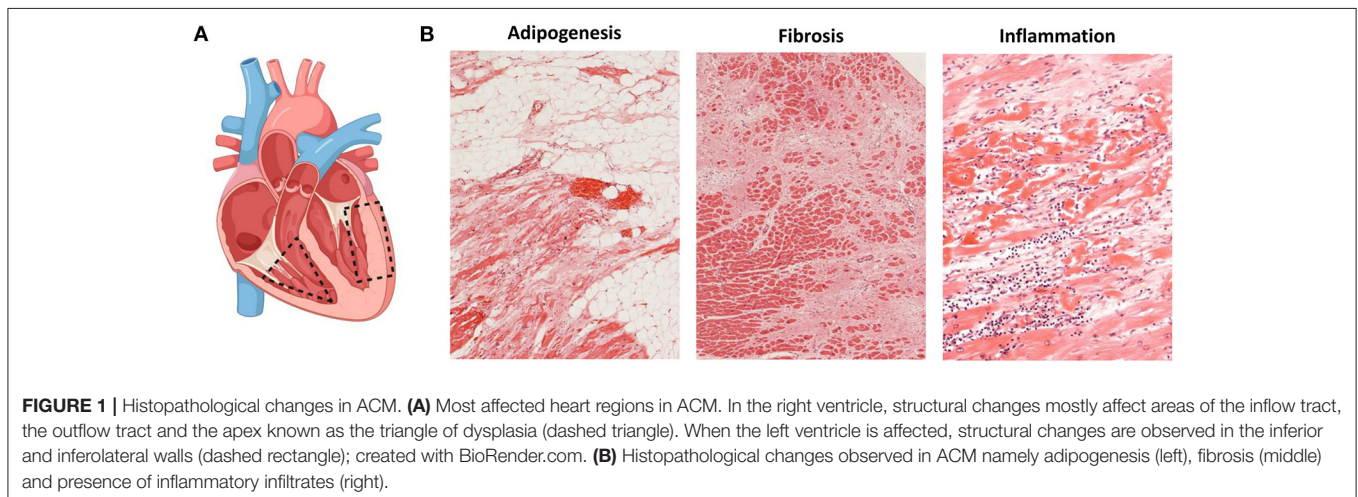 A
B
Adipogenesis
Fibrosis
Inflammation
FIGURE 1 | Histopathological changes in ACM. (A) Most affected heart regions in ACM. In the right ventricle, structural changes mostly affect areas of the inflow tract,
the outflow tract and the apex known as the triangle of dysplasia (dashed triangle). When the left ventricle is affected, structural changes are observed in the inferior
and inferolateral walls (dashed rectangle); created with BioRender.com. (B) Histopathological changes observed in ACM namely adipogenesis (left), fibrosis (middle)
and presence of inflammatory infiltrates (right).